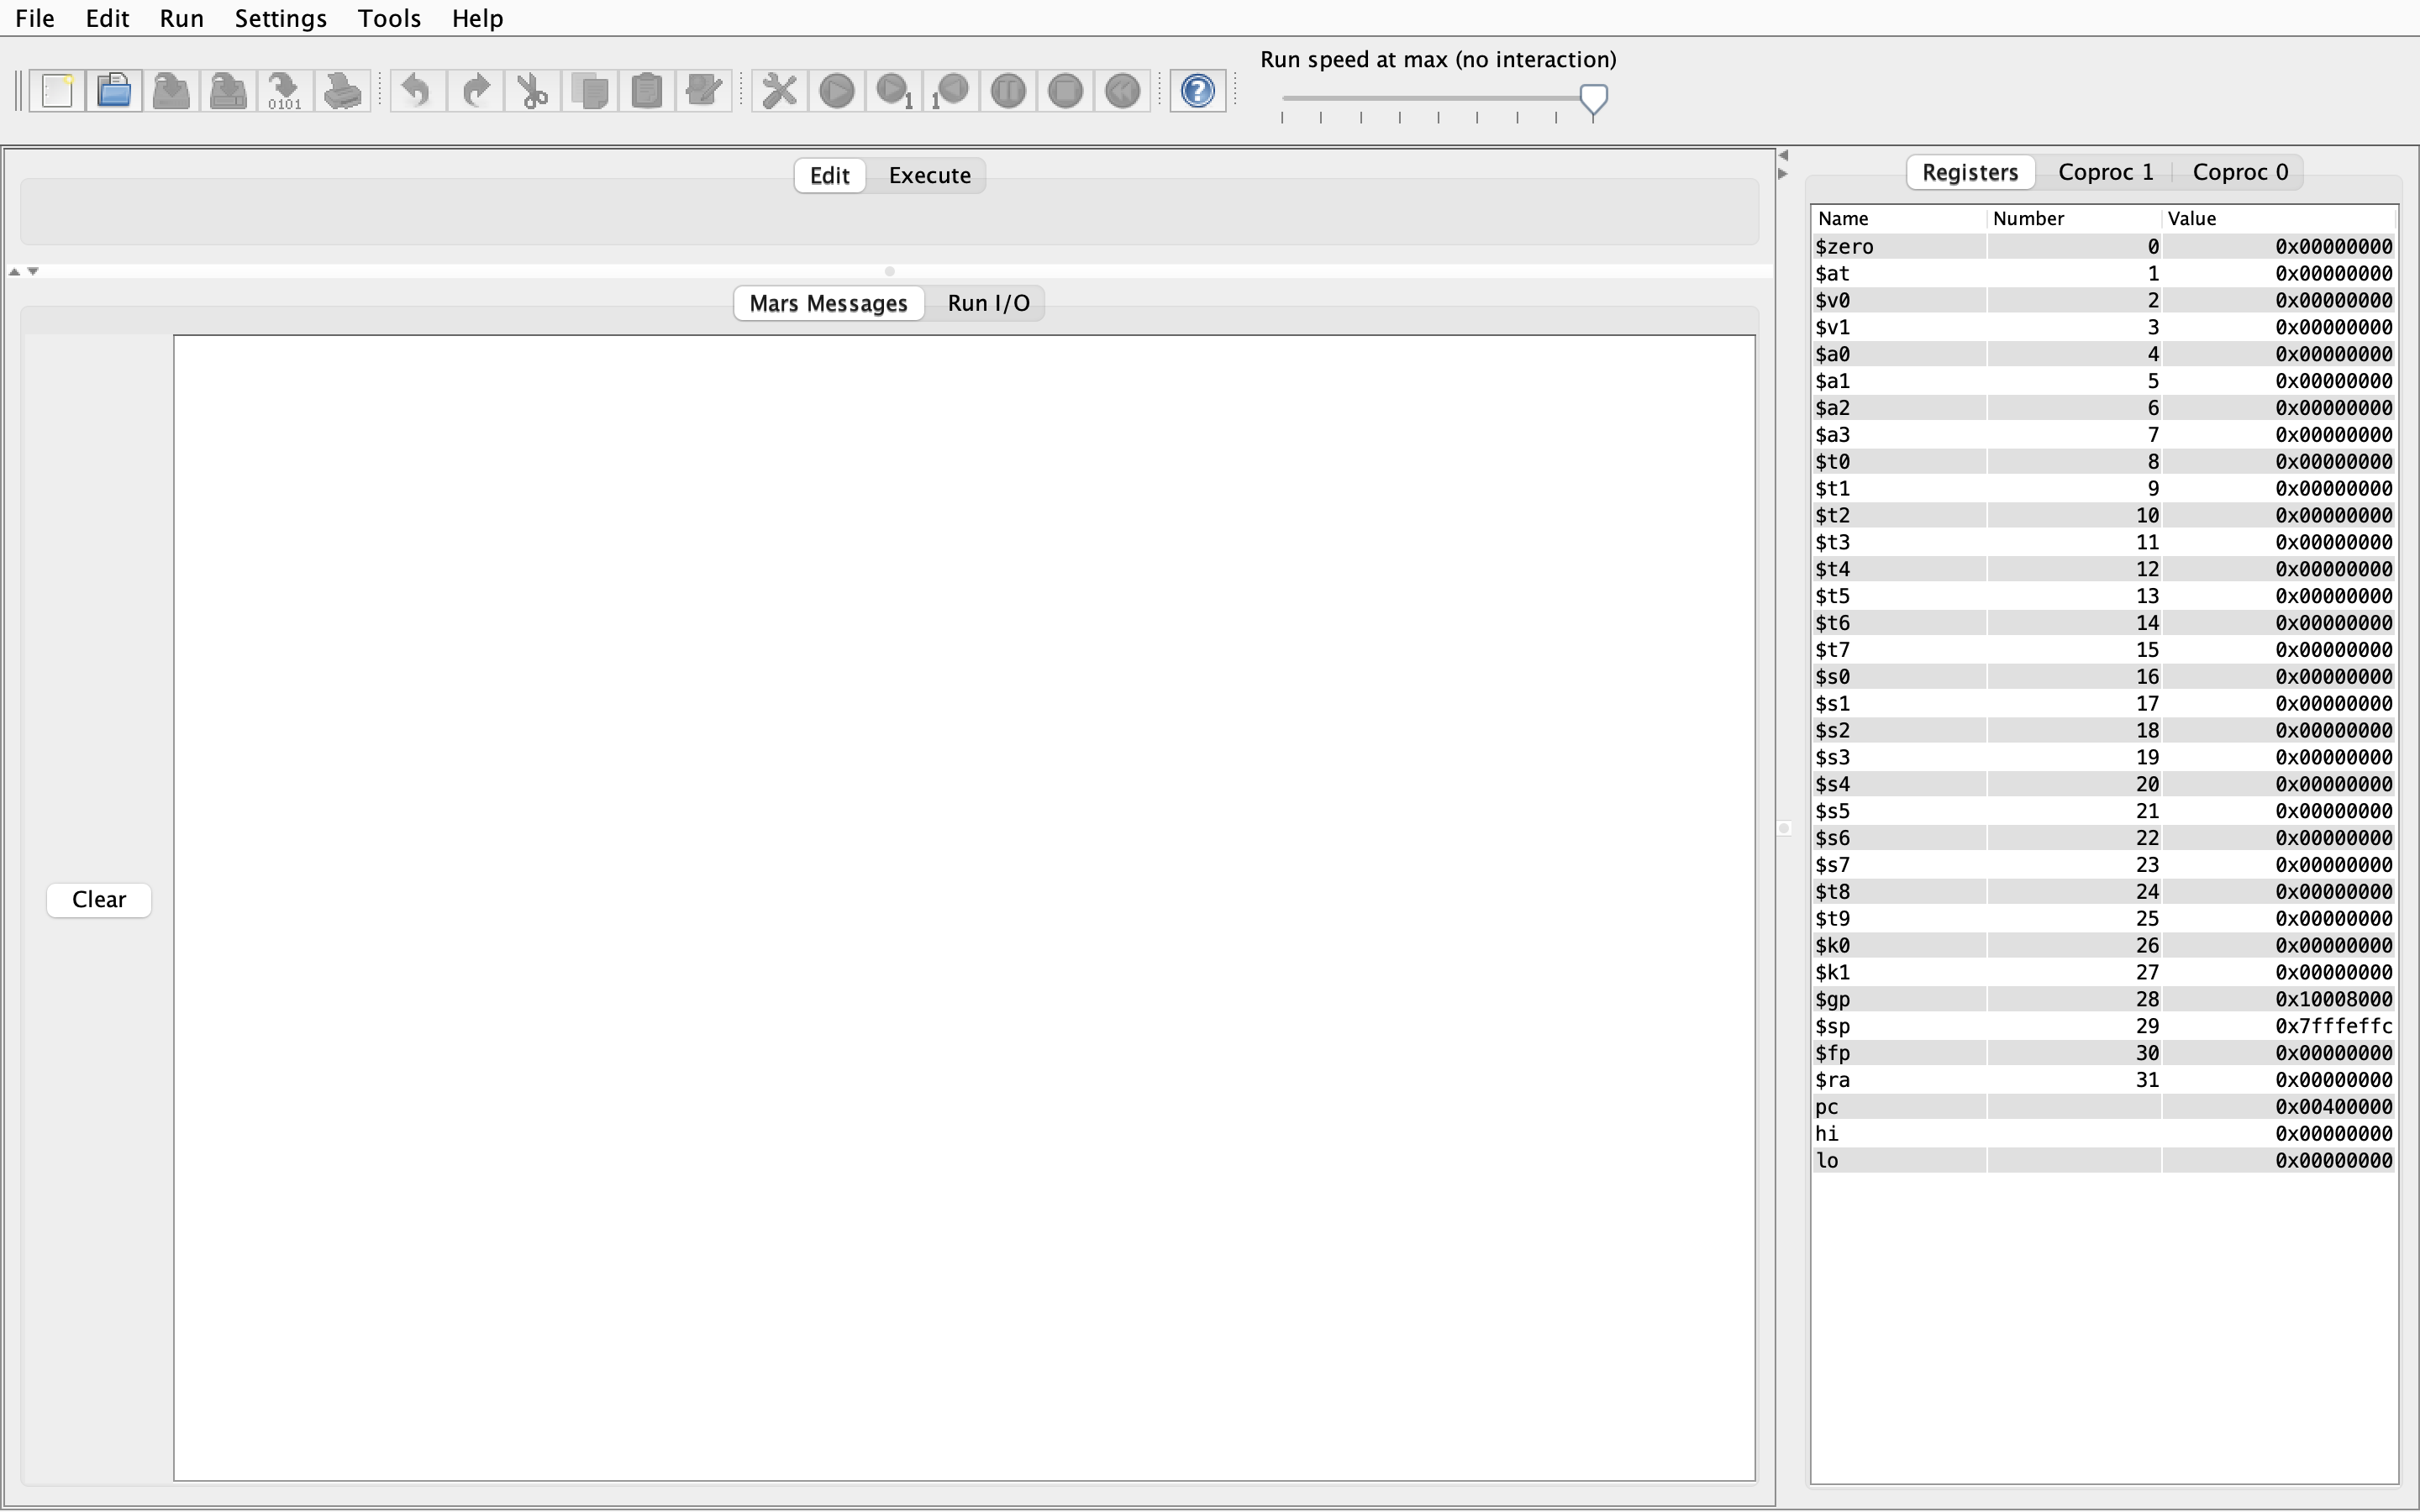 File Edit Run Settings Tools Help
Run speed at max (no interaction)
0101
1 1
Edit Execute
Mars Messages Run I/O
Clear
Registers Coproc 1 Coproc 0
Name Number Value
$zero 0 0x00000000
$at 1 0x00000000
$v0 2 0x00000000
$v1 3 0x00000000
$a0 4 0x00000000
$a1 5 0x00000000
$a2 6 0x00000000
$a3 7 0x00000000
$t0 8 0x00000000
$t1 9 0x00000000
$t2 10 0x00000000
$t3 11 0x00000000
$t4 12 0x00000000
$t5 13 0x00000000
$t6 14 0x00000000
$t7 15 0x00000000
$s0 16 0x00000000
$s1 17 0x00000000
$s2 18 0x00000000
$s3 19 0x00000000
$s4 20 0x00000000
$s5 21 0x00000000
$s6 22 0x00000000
$s7 23 0x00000000
$t8 24 0x00000000
$t9 25 0x00000000
$k0 26 0x00000000
$k1 27 0x00000000
$gp 28 0x10008000
$sp 29 0x7fffeffc
$fp 30 0x00000000
$ra 31 0x00000000
pc 0x00400000
hi 0x00000000
lo 0x00000000